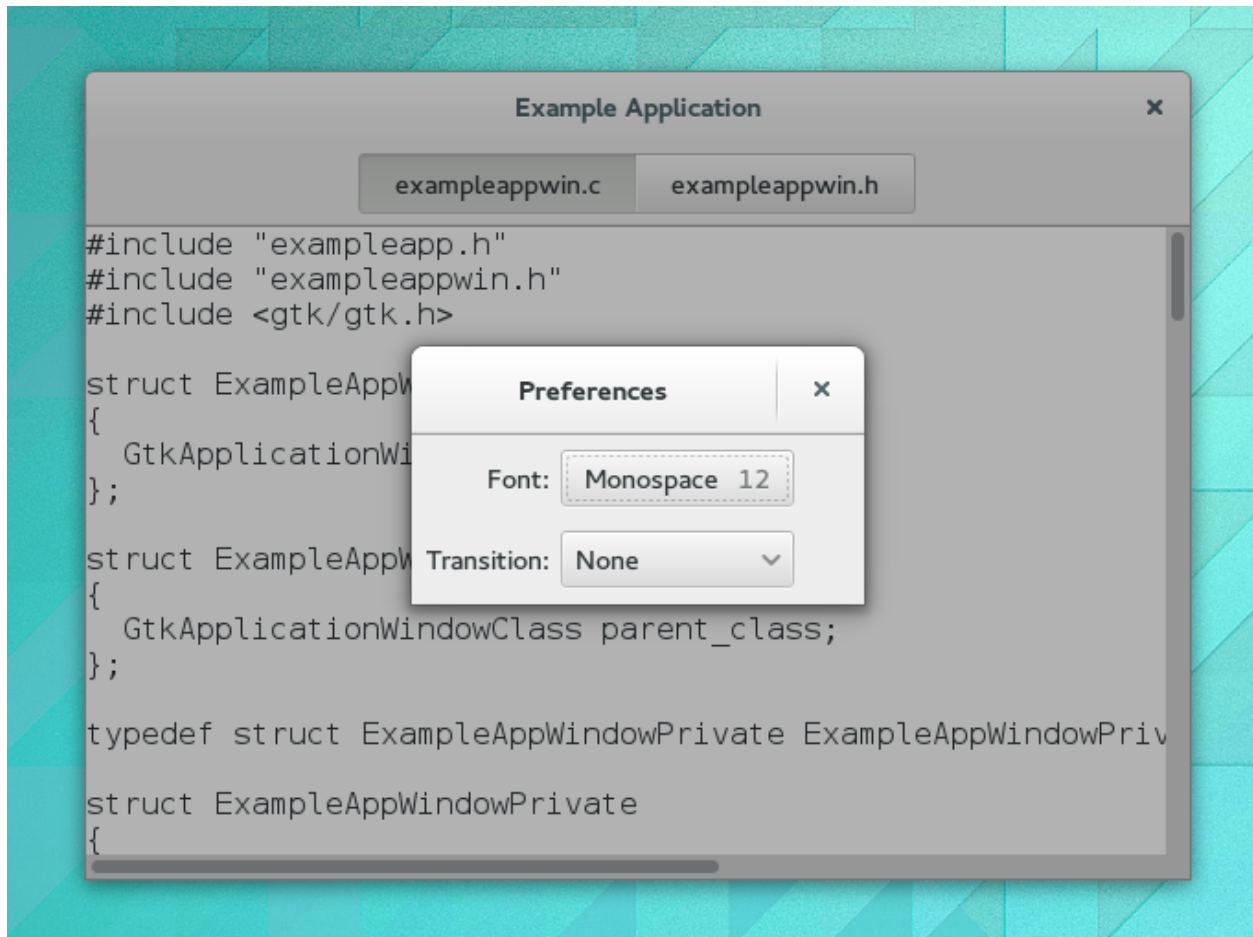 Example Application
exampleappwin.c exampleappwin.h
#include "exampleapp.h"
#include "exampleappwin.h"
#include <gtk/gtk.h>
struct ExampleAppW
{
GtkApplicationWi
};
struct ExampleAppW
{
GtkApplicationWindowClass parent_class;
};
typedef struct ExampleAppWindowPrivate ExampleAppWindowPriv
struct ExampleAppWindowPrivate
{
Preferences
Font: Monospace 12
Transition: None